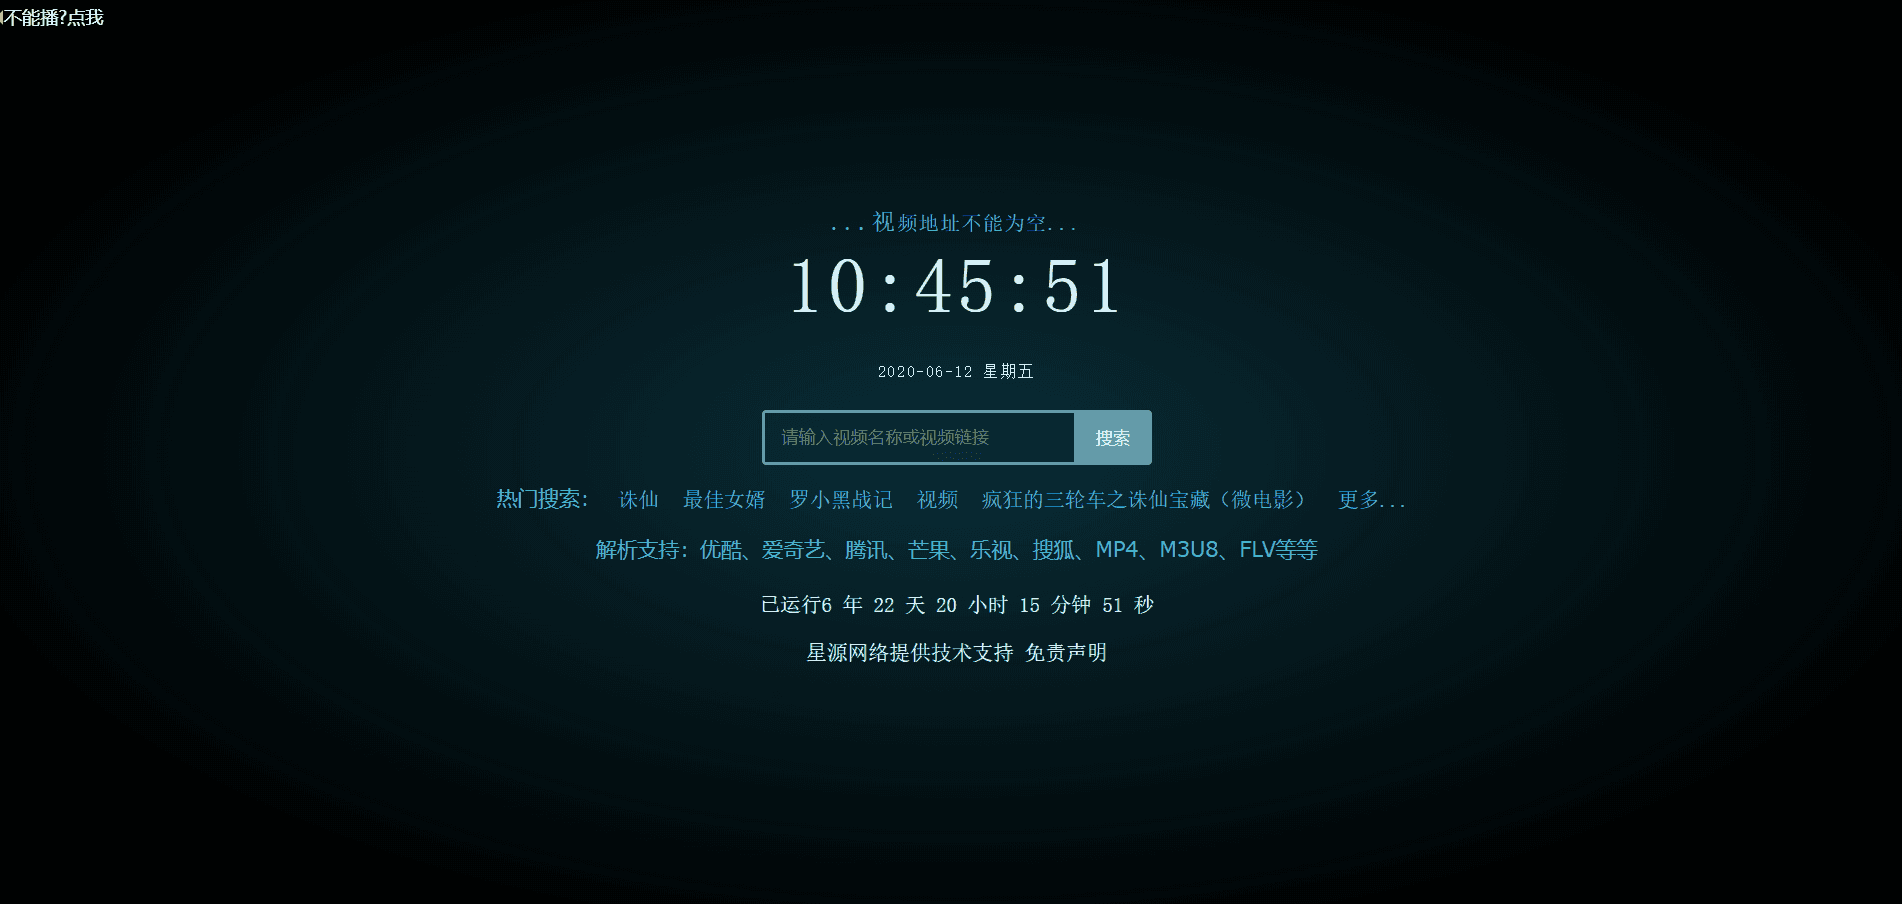 不能播?点我
...视频地址不能为空...
10:45:51
2020-06-12 星期五
请输入视频名称或视频链接 搜索
热门搜索: 诛仙 最佳女婿 罗小黑战记 视频 疯狂的三轮车之诛仙宝藏（微电影） 更多...
解析支持：优酷、爱奇艺、腾讯、芒果、乐视、搜狐、MP4、M3U8、FLV等等
已运行6 年 22 天 20 小时 15 分钟 51 秒
星源网络提供技术支持 免责声明